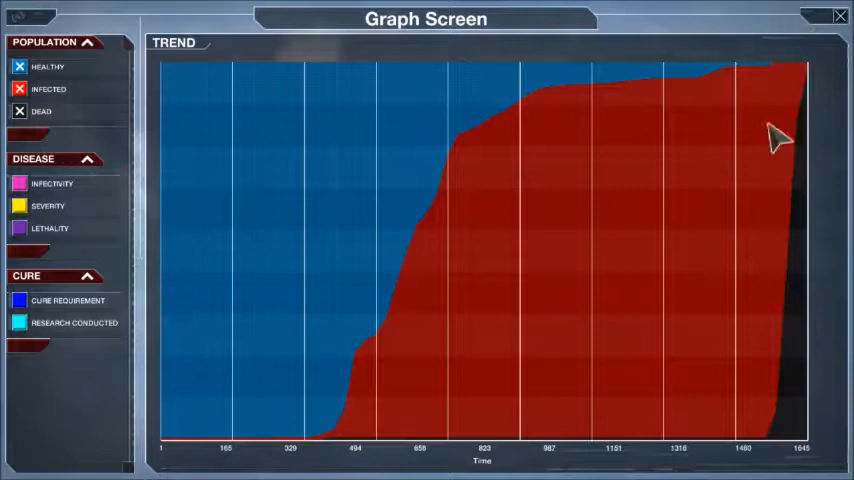 Graph Screen
POPULATION
HEALTHY
INFECTED
DEAD
DISEASE
INFECTIVITY
SEVERITY
LETHALITY
CURE
CURE REQUIREMENT
RESEARCH CONDUCTED
TREND
1 165 329 494 658 823 987 1151 1316 1480 1645
Time